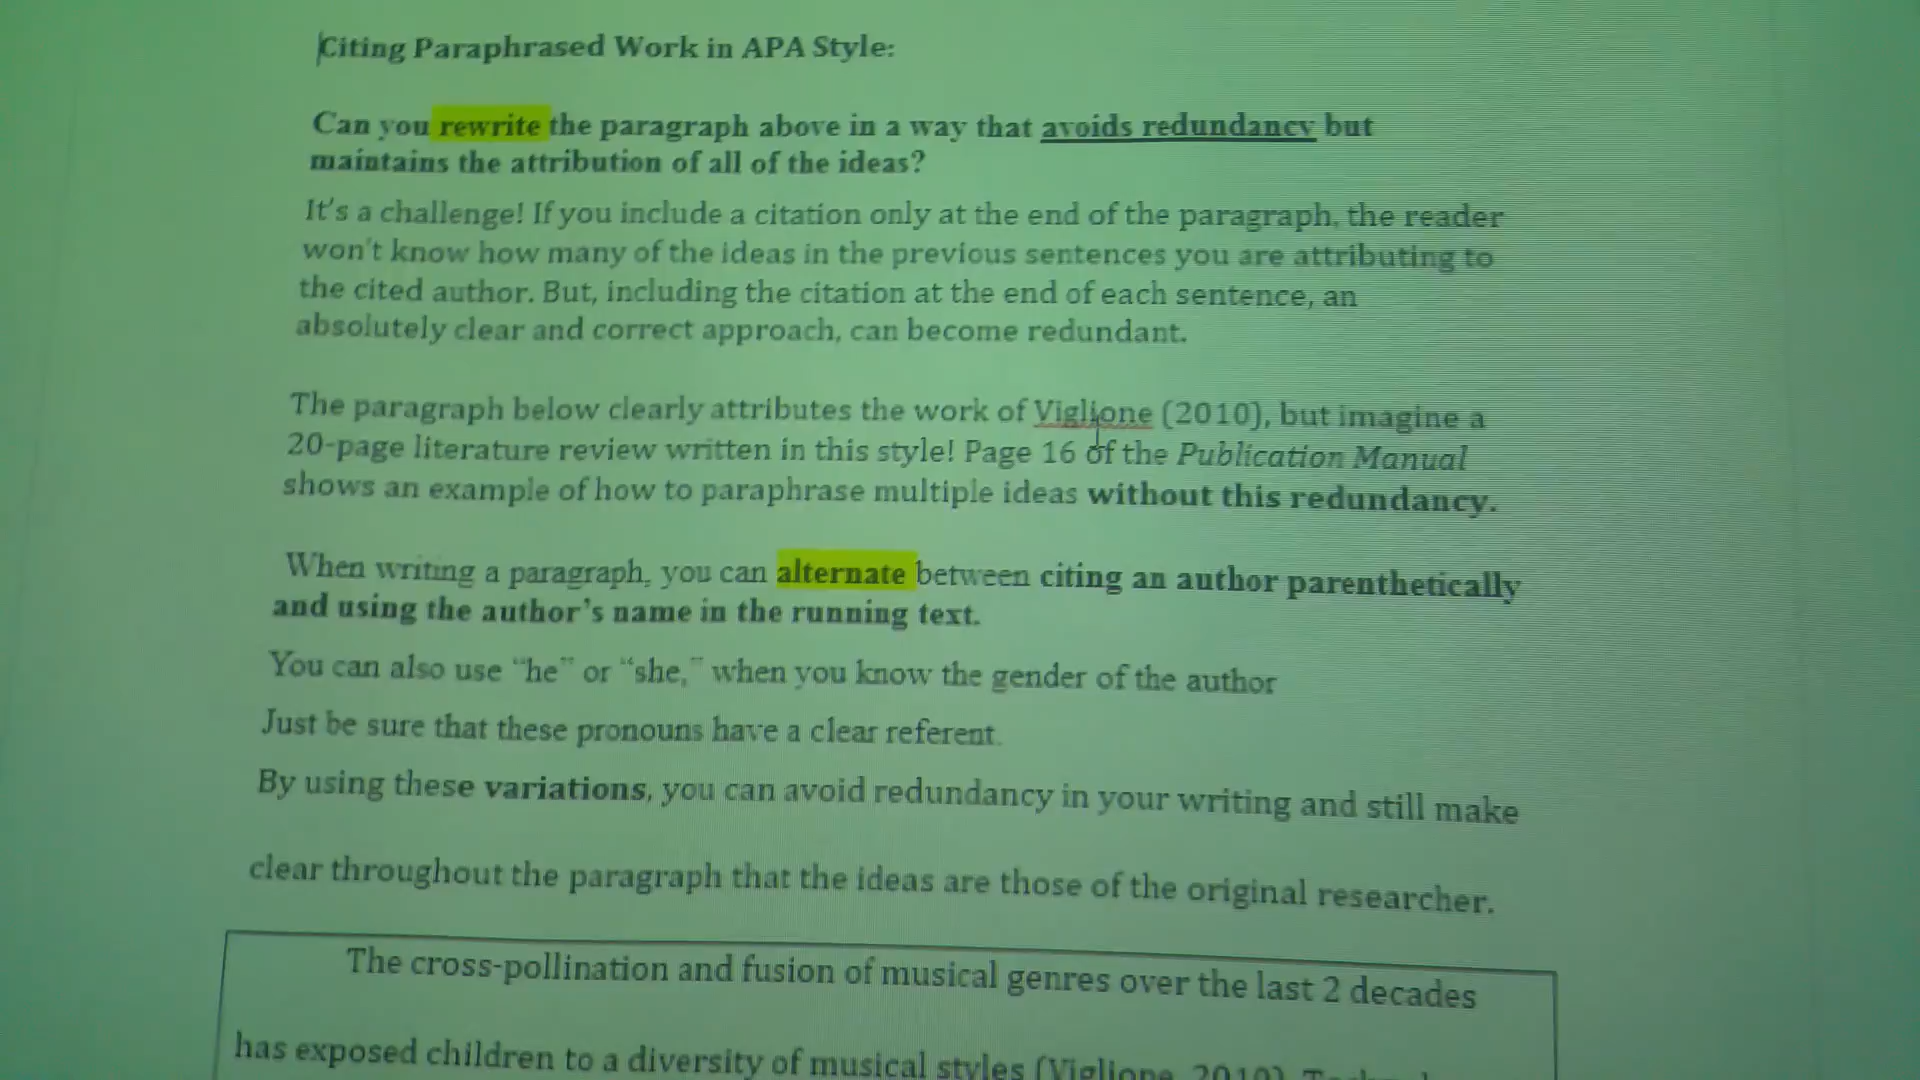 Citing Paraphrased Work in APA Style:
Can you rewrite the paragraph above in a way that avoids redundancy but
maintains the attribution of all of the ideas?
It's a challenge! If you include a citation only at the end of the paragraph, the reader
won't know how many of the ideas in the previous sentences you are attributing to
the cited author. But, including the citation at the end of each sentence, an
absolutely clear and correct approach, can become redundant.
The paragraph below clearly attributes the work of Viglione (2010), but imagine a
20-page literature review written in this style! Page 16 of the Publication Manual
shows an example of how to paraphrase multiple ideas without this redundancy.
When writing a paragraph, you can alternate between citing an author parenthetically
and using the author's name in the running text.
You can also use “he” or “she,” when you know the gender of the author
Just be sure that these pronouns have a clear referent.
By using these variations, you can avoid redundancy in your writing and still make
clear throughout the paragraph that the ideas are those of the original researcher.
The cross-pollination and fusion of musical genres over the last 2 decades
has exposed children to a diversity of musical styles (Viglione, 2010).